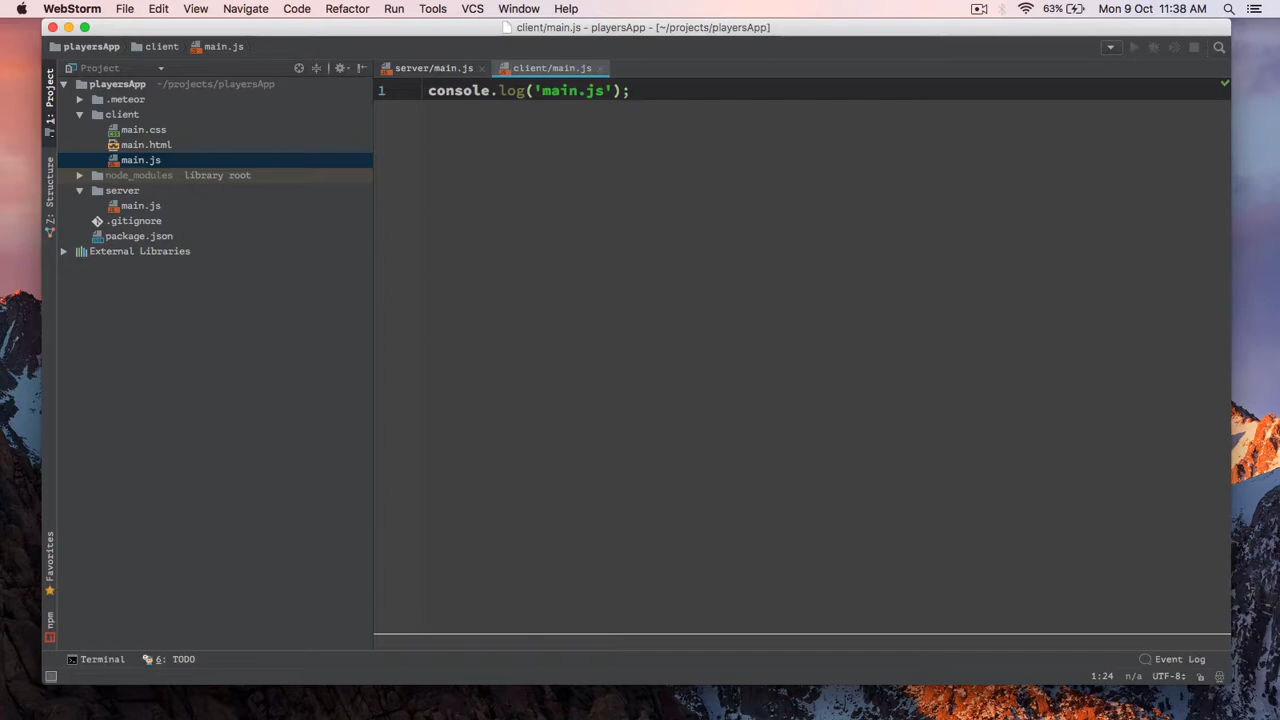 WebStorm File Edit View Navigate Code Refactor Run Tools VCS Window Help 63% Mon 9 Oct 11:38 AM
client/main.js - playersApp - [~/projects/playersApp]
playersApp client main.js
Project
server/main.js client/main.js
playersApp ~/projects/playersApp
.meteor
client
main.css
main.html
main.js
node_modules library root
server
main.js
.gitignore
package.json
External Libraries
1 console.log('main.js');
1: Project
7: Structure
Favorites
npm
Terminal 6: TODO Event Log
1:24 n/a UTF-8